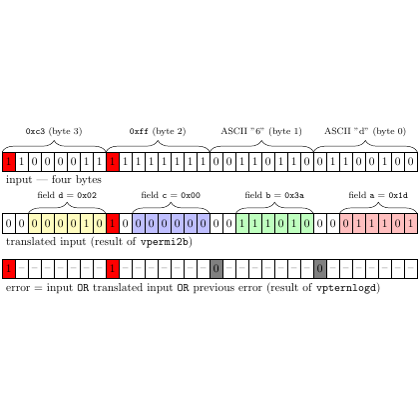 0xc3 (byte 3) 0xff (byte 2) ASCII "6" (byte 1) ASCII "d" (byte 0)
1 1 0 0 0 0 1 1 1 1 1 1 1 1 1 1 0 0 1 1 0 1 1 0 0 1 1 0 0 1 0 0
input — four bytes
field d = 0x02 field c = 0x00 field b = 0x3a field a = 0x1d
0 0 0 0 0 0 1 0 1 0 0 0 0 0 0 0 0 0 1 1 1 0 1 0 0 0 0 1 1 1 0 1
translated input (result of vpermi2b)
1 – – – – – – – 1 – – – – – – – 0 – – – – – – – 0 – – – – – – –
error = input OR translated input OR previous error (result of vpternlogd)